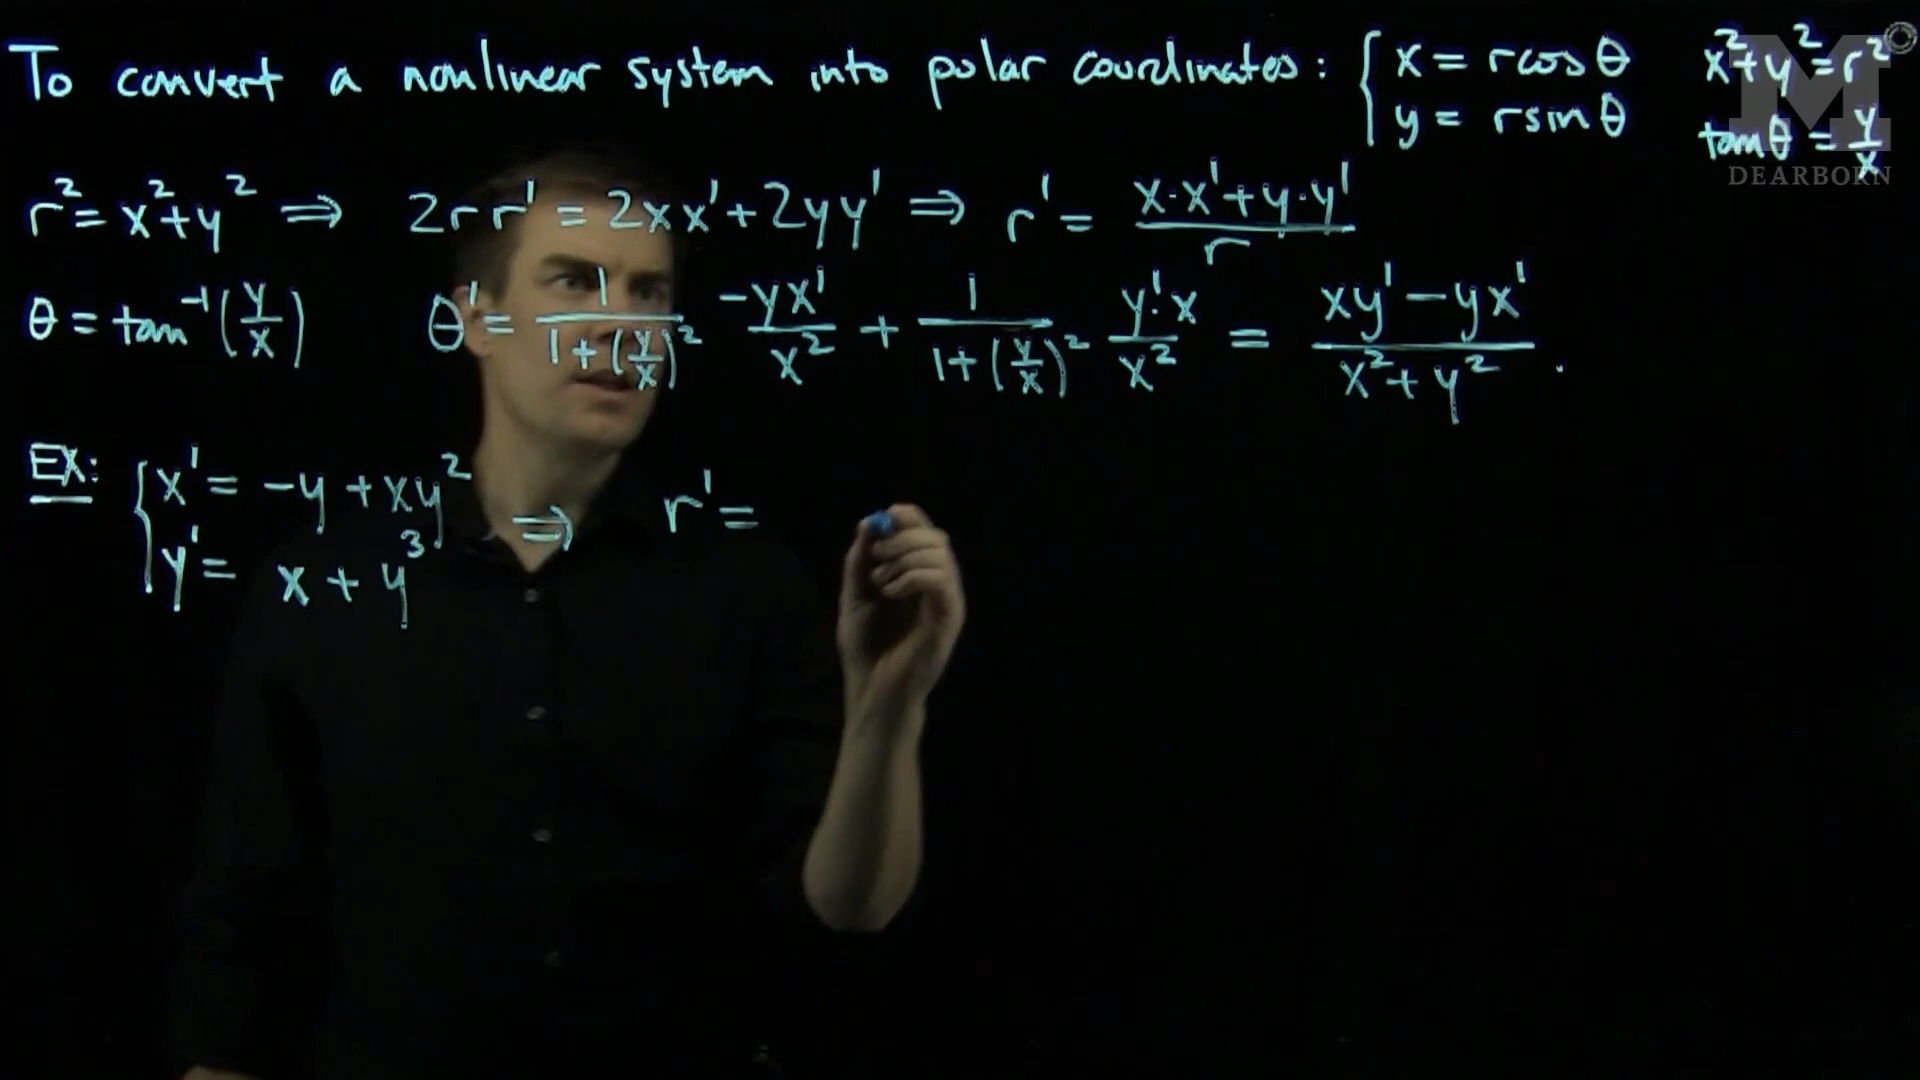 To convert a nonlinear system into polar coordinates: { x = r cos θ   x² + y² = r²
y = r sin θ   tan θ = y/x
DEARBORN
r² = x² + y² ⇒ 2 r r' = 2xx' + 2yy' ⇒ r' = (x·x' + y·y')/r
θ = tan⁻¹(y/x)   θ' = 1/(1+(y/x)²) -yx'/x² + 1/(1+(y/x)²) y'·x/x² = (xy' - yx')/(x² + y²) .
EX: { x' = -y + xy² ⇒ r' =
y' = x + y³